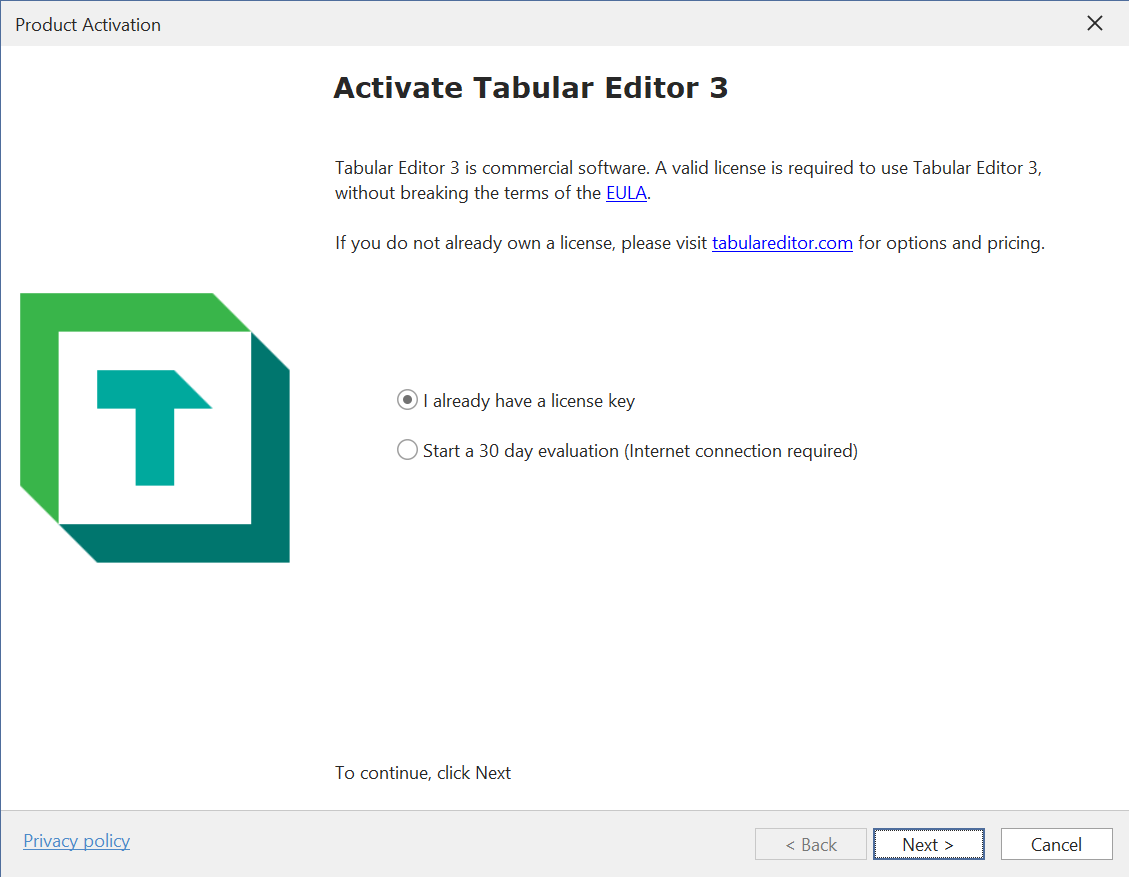 Product Activation
Activate Tabular Editor 3
Tabular Editor 3 is commercial software. A valid license is required to use Tabular Editor 3,
without breaking the terms of the EULA.
If you do not already own a license, please visit tabulareditor.com for options and pricing.
I already have a license key
Start a 30 day evaluation (Internet connection required)
To continue, click Next
Privacy policy
< Back
Next >
Cancel